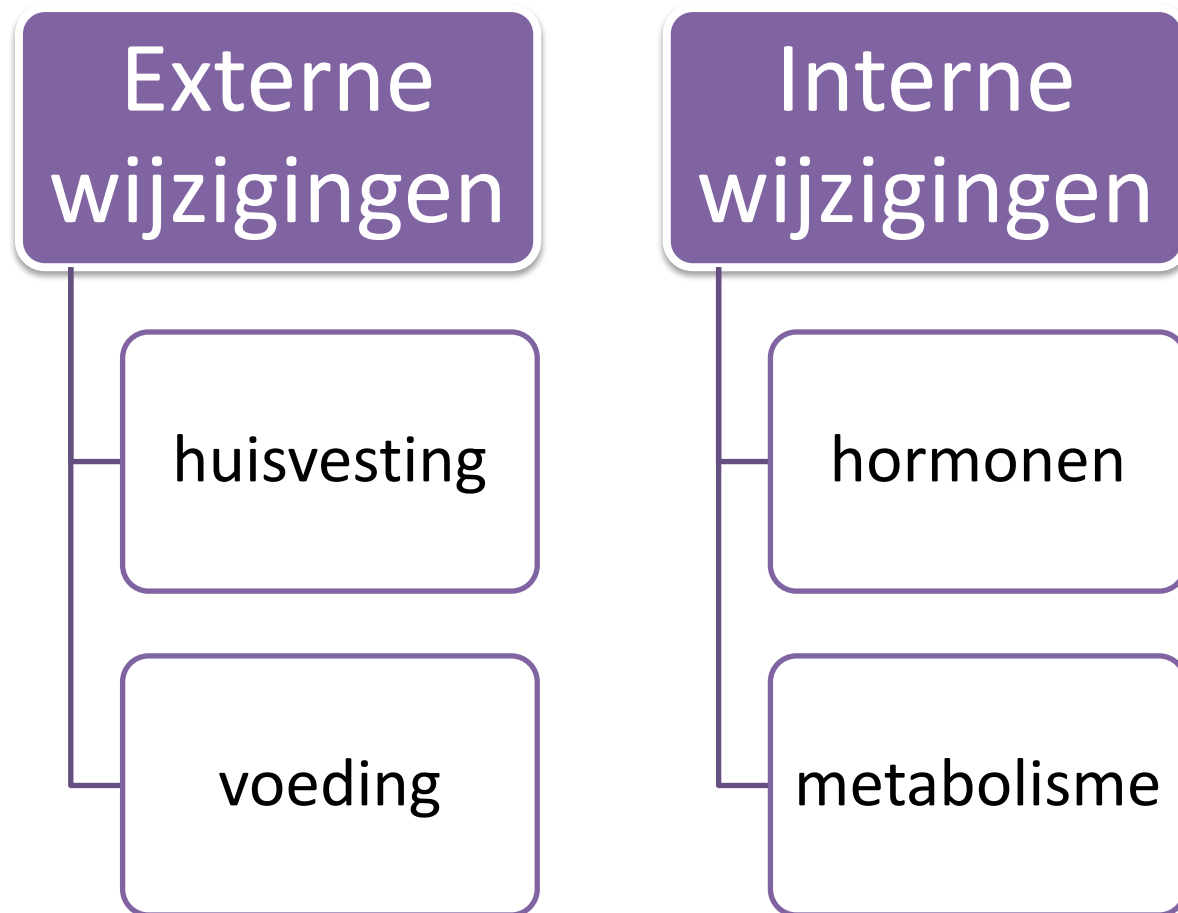 Externe
wijzigingen
huisvesting
voeding
Interne
wijzigingen
hormonen
metabolisme